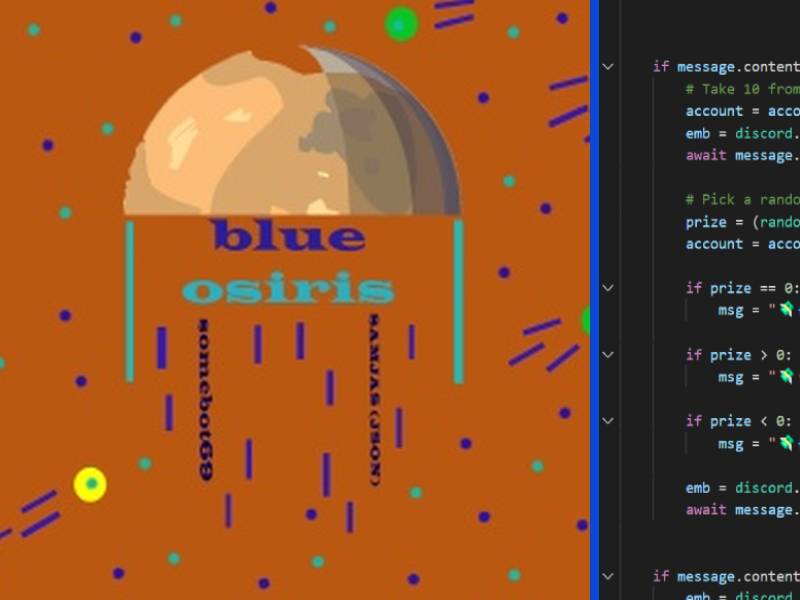 blue
osiris
somebot69
SAMJAS (JSON)
if message.content
# Take 10 from
account = acco
emb = discord.
await message.
# Pick a rando
prize = (rando
account = acco
if prize == 0:
msg = "💸
if prize > 0:
msg = "💸
if prize < 0:
msg = "💸
emb = discord.
await message.
if message.content
emb = discord.